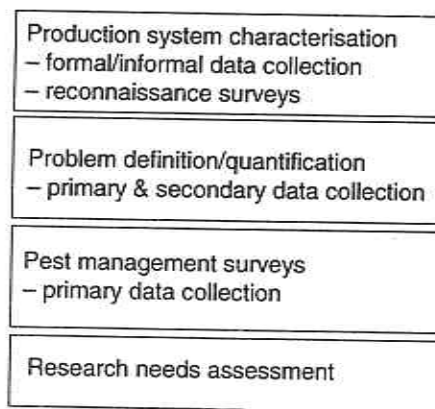 Production system characterisation
– formal/informal data collection
– reconnaissance surveys
Problem definition/quantification
– primary & secondary data collection
Pest management surveys
– primary data collection
Research needs assessment